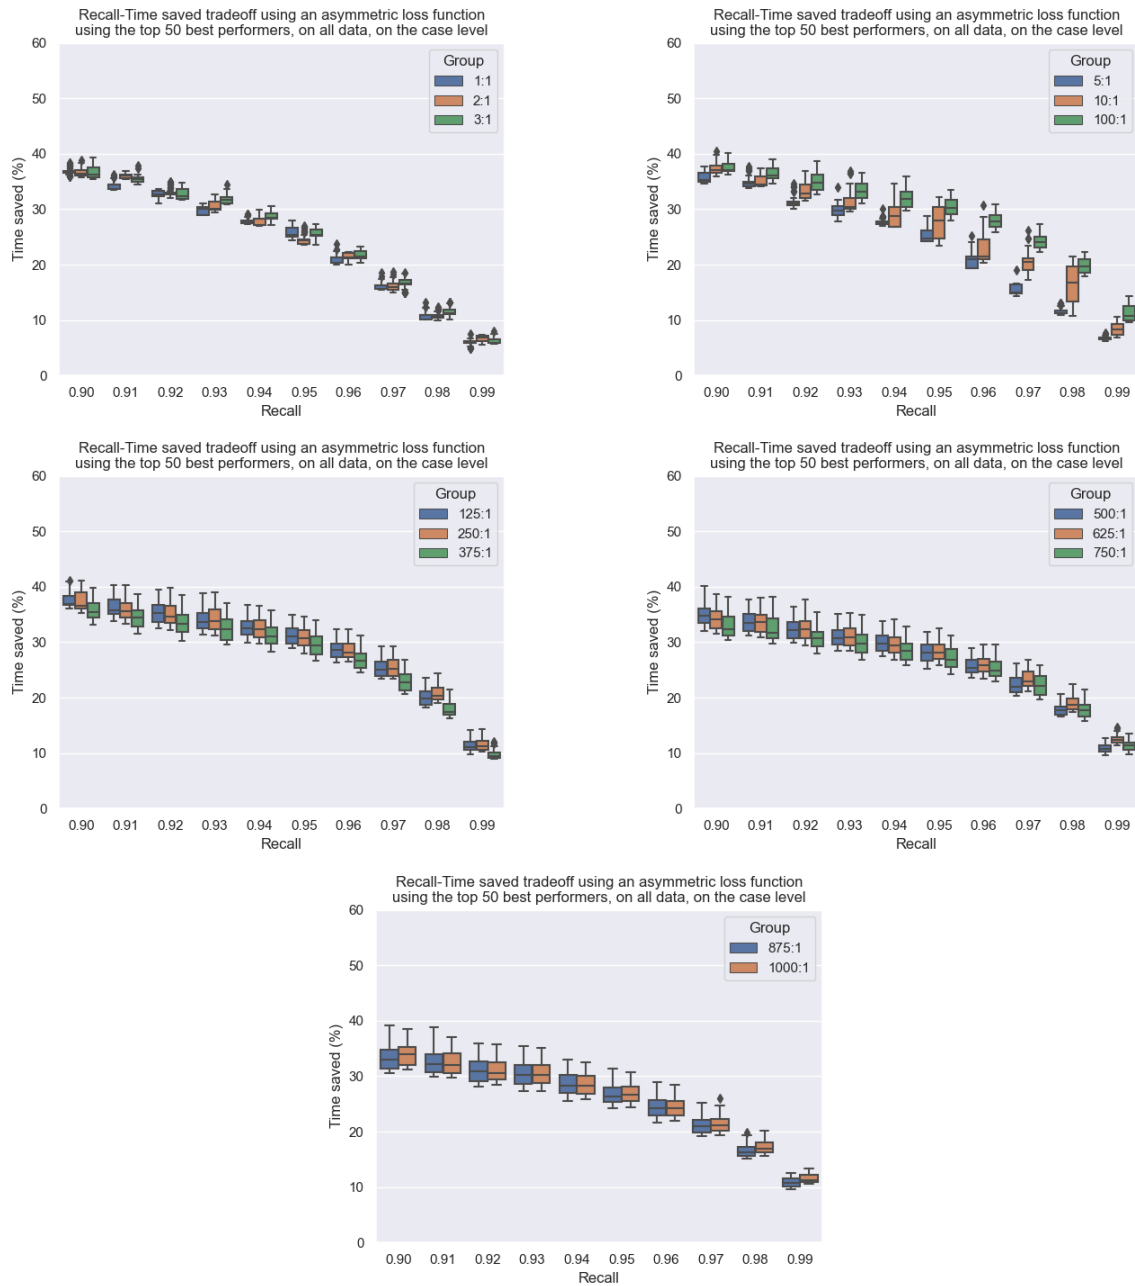 Recall-Time saved tradeoff using an asymmetric loss function
using the top 50 best performers, on all data, on the case level
60
50
40
30
20
10
0
Time saved (%)
Group
1:1
2:1
3:1
0.90 0.91 0.92 0.93 0.94 0.95 0.96 0.97 0.98 0.99
Recall
Recall-Time saved tradeoff using an asymmetric loss function
using the top 50 best performers, on all data, on the case level
60
50
40
30
20
10
0
Time saved (%)
Group
5:1
10:1
100:1
0.90 0.91 0.92 0.93 0.94 0.95 0.96 0.97 0.98 0.99
Recall
Recall-Time saved tradeoff using an asymmetric loss function
using the top 50 best performers, on all data, on the case level
60
50
40
30
20
10
0
Time saved (%)
Group
125:1
250:1
375:1
0.90 0.91 0.92 0.93 0.94 0.95 0.96 0.97 0.98 0.99
Recall
Recall-Time saved tradeoff using an asymmetric loss function
using the top 50 best performers, on all data, on the case level
60
50
40
30
20
10
0
Time saved (%)
Group
500:1
625:1
750:1
0.90 0.91 0.92 0.93 0.94 0.95 0.96 0.97 0.98 0.99
Recall
Recall-Time saved tradeoff using an asymmetric loss function
using the top 50 best performers, on all data, on the case level
60
50
40
30
20
10
0
Time saved (%)
Group
875:1
1000:1
0.90 0.91 0.92 0.93 0.94 0.95 0.96 0.97 0.98 0.99
Recall